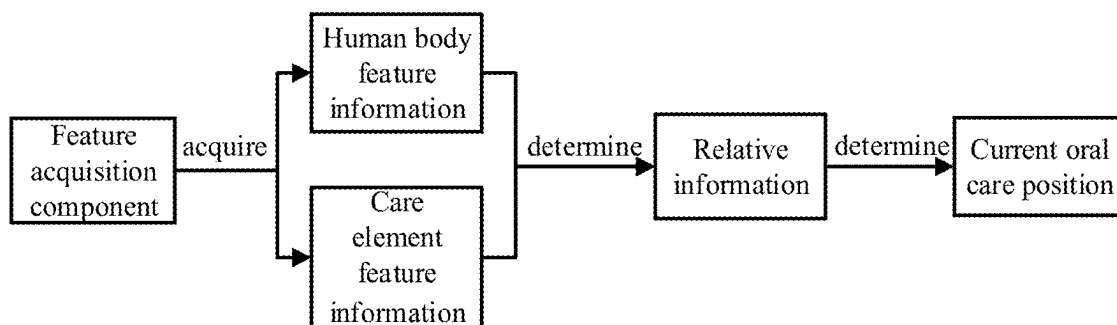 Feature
acquisition
component
acquire
Human body
feature
information
Care
element
feature
information
determine
Relative
information
determine
Current oral
care position